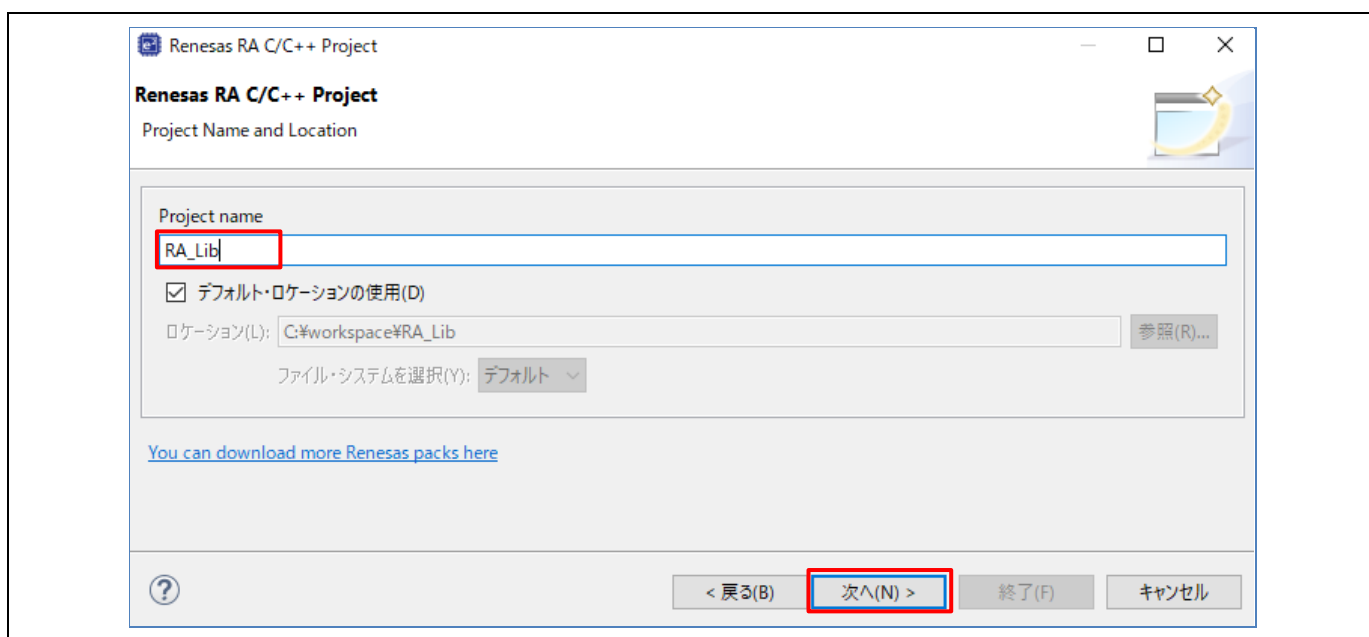 Renesas RA C/C++ Project
Renesas RA C/C++ Project
Project Name and Location
Project name
RA_Lib
デフォルト・ロケーションの使用(D)
ロケーション(L): C:¥workspace¥RA_Lib 参照(R)...
ファイル・システムを選択(Y): デフォルト
You can download more Renesas packs here
< 戻る(B) 次へ(N) > 終了(F) キャンセル